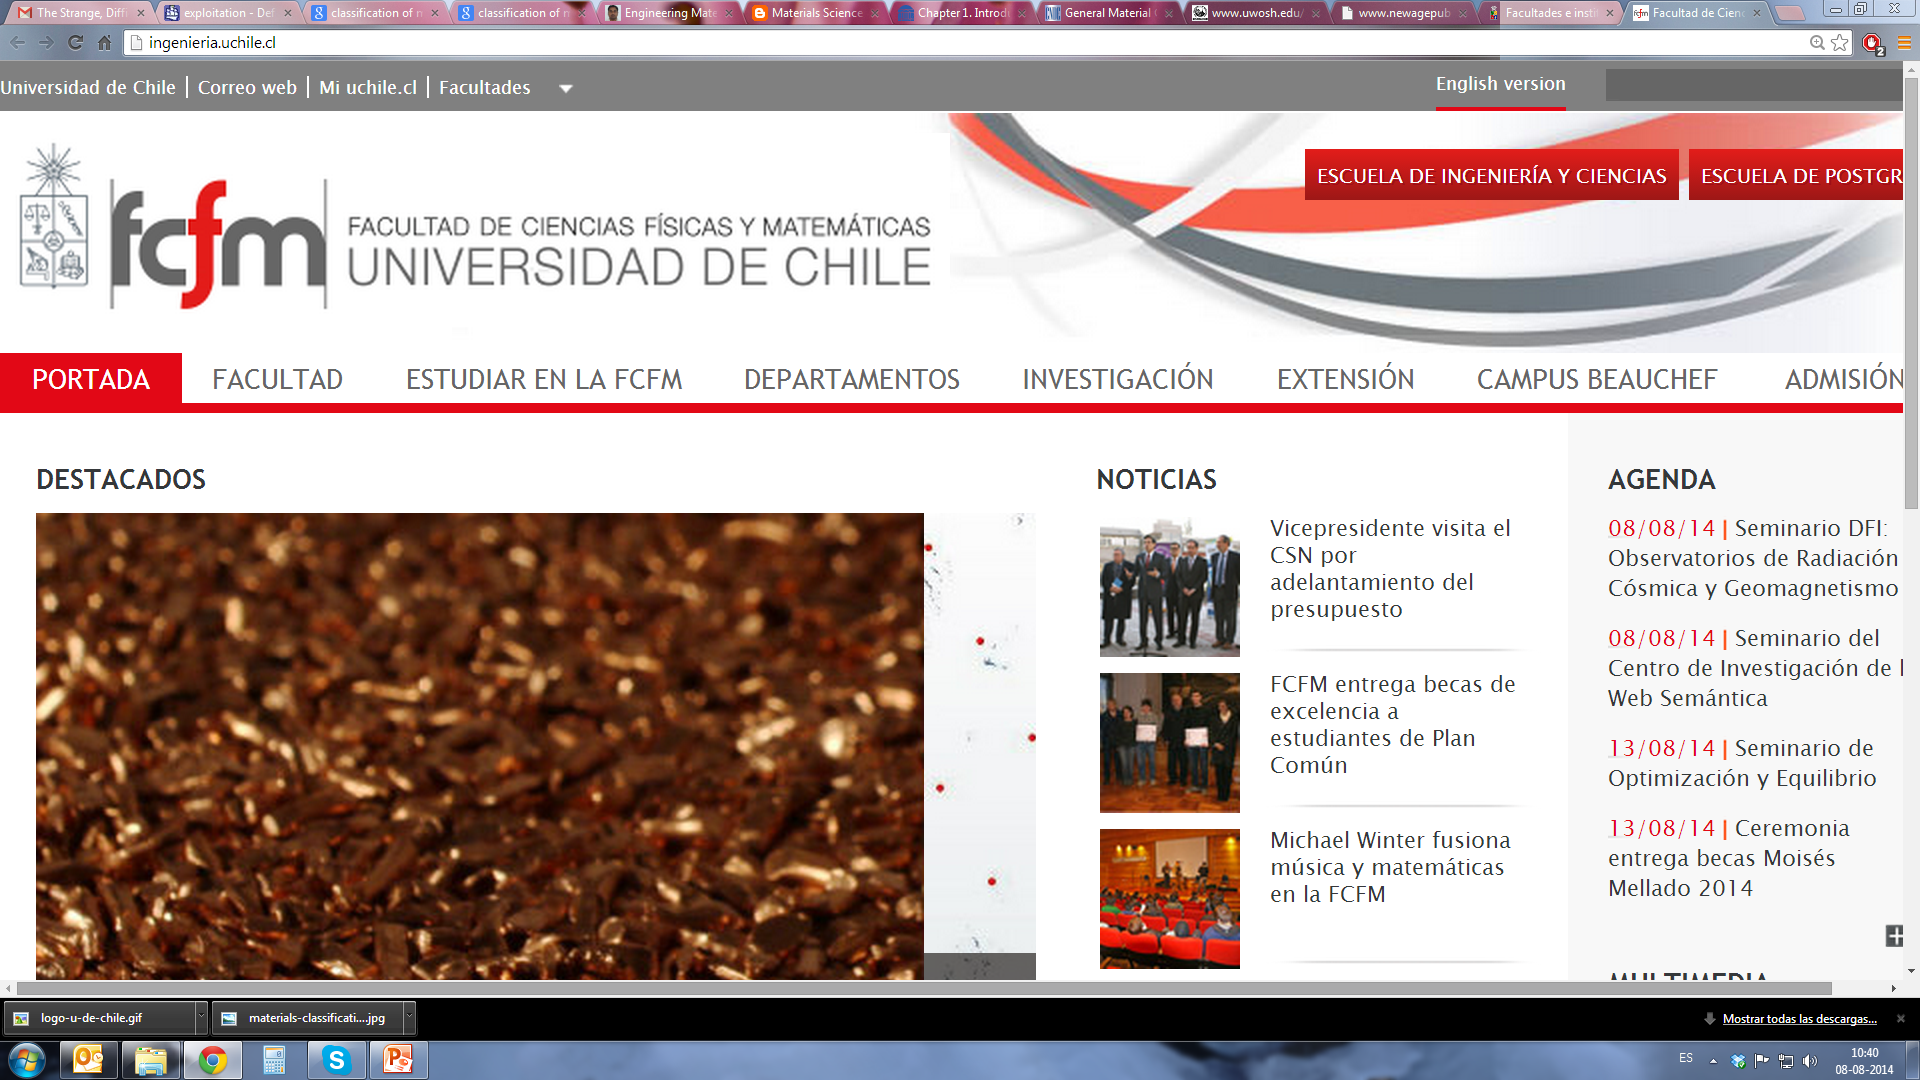 The Strange, Diffi
exploitation - Def
classification of m
classification of m
Engineering Mate
Materials Science
Chapter 1. Introdu
General Material C
www.uwosh.edu/
www.newagepub
Facultades e insti
Facultad de Cienc
ingenieria.uchile.cl
2
Universidad de Chile | Correo web | Mi uchile.cl | Facultades
English version
ESCUELA DE INGENIERÍA Y CIENCIAS
ESCUELA DE POSTGR
fcfm
FACULTAD DE CIENCIAS FÍSICAS Y MATEMÁTICAS
UNIVERSIDAD DE CHILE
PORTADA FACULTAD ESTUDIAR EN LA FCFM DEPARTAMENTOS INVESTIGACIÓN EXTENSIÓN CAMPUS BEAUCHEF ADMISIÓN
DESTACADOS
NOTICIAS
Vicepresidente visita el
CSN por
adelantamiento del
presupuesto
FCFM entrega becas de
excelencia a
estudiantes de Plan
Común
Michael Winter fusiona
música y matemáticas
en la FCFM
AGENDA
08/08/14 | Seminario DFI:
Observatorios de Radiación
Cósmica y Geomagnetismo
08/08/14 | Seminario del
Centro de Investigación de l
Web Semántica
13/08/14 | Seminario de
Optimización y Equilibrio
13/08/14 | Ceremonia
entrega becas Moisés
Mellado 2014
MULTIMEDIA
logo-u-de-chile.gif
materials-classificati....jpg
Mostrar todas las descargas...
ES
10:40
08-08-2014